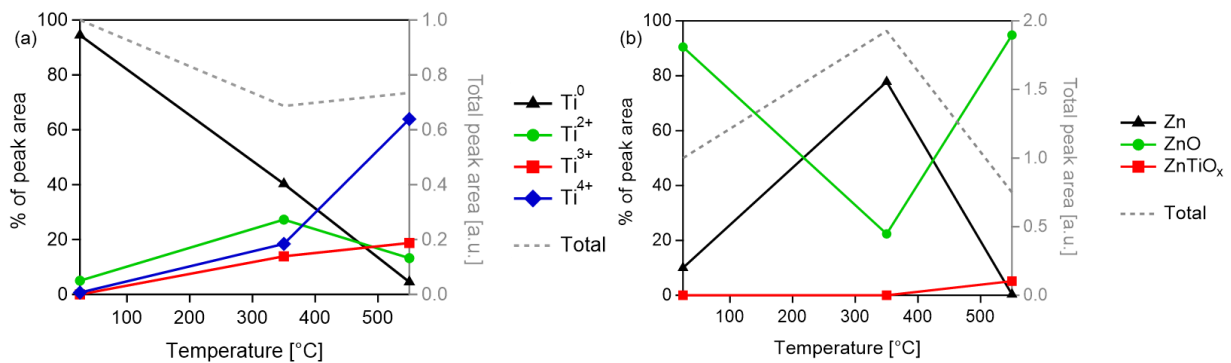 (a)
% of peak area
100
80
60
40
20
0
100 200 300 400 500
Temperature [°C]
1.0
0.8
0.6
0.4
0.2
0.0
Total peak area [a.u.]
Ti⁰
Ti²⁺
Ti³⁺
Ti⁴⁺
Total
(b)
% of peak area
100
80
60
40
20
0
100 200 300 400 500
Temperature [°C]
2.0
1.5
1.0
0.5
0.0
Total peak area [a.u.]
Zn
ZnO
ZnTiOₓ
Total